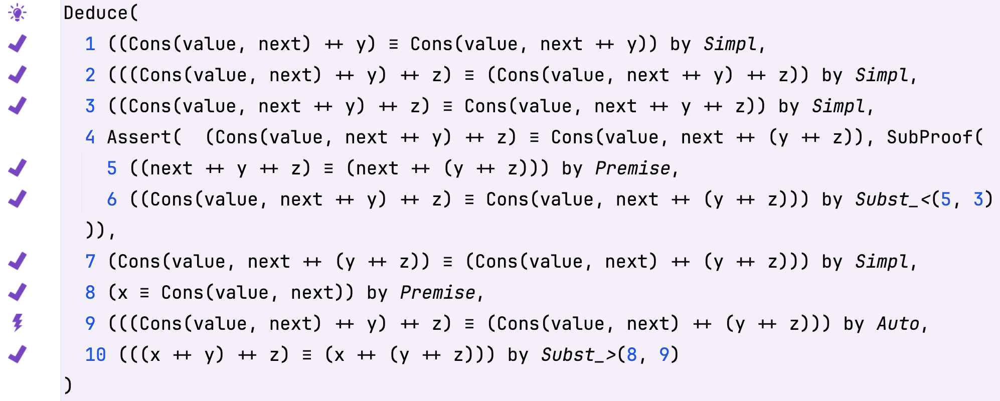 Deduce(
1 ((Cons(value, next) ++ y) ≡ Cons(value, next ++ y)) by Simpl,
2 (((Cons(value, next) ++ y) ++ z) ≡ (Cons(value, next ++ y) ++ z)) by Simpl,
3 ((Cons(value, next ++ y) ++ z) ≡ Cons(value, next ++ y ++ z)) by Simpl,
4 Assert(  (Cons(value, next ++ y) ++ z) ≡ Cons(value, next ++ (y ++ z)), SubProof(
5 ((next ++ y ++ z) ≡ (next ++ (y ++ z))) by Premise,
6 ((Cons(value, next ++ y) ++ z) ≡ Cons(value, next ++ (y ++ z))) by Subst_<(5, 3)
)),
7 (Cons(value, next ++ (y ++ z)) ≡ (Cons(value, next) ++ (y ++ z))) by Simpl,
8 (x ≡ Cons(value, next)) by Premise,
9 (((Cons(value, next) ++ y) ++ z) ≡ (Cons(value, next) ++ (y ++ z))) by Auto,
10 (((x ++ y) ++ z) ≡ (x ++ (y ++ z))) by Subst_>(8, 9)
)